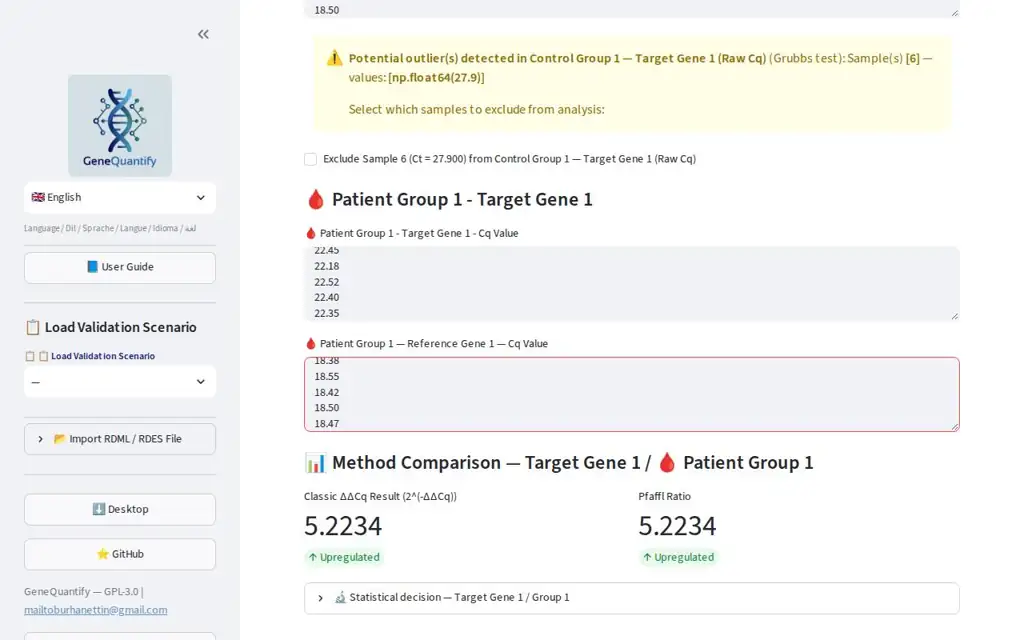 18.50
⚠️ Potential outlier(s) detected in Control Group 1 — Target Gene 1 (Raw Cq) (Grubbs test): Sample(s) [6] —
values: [np.float64(27.9)]
Select which samples to exclude from analysis:
Exclude Sample 6 (Ct = 27.900) from Control Group 1 — Target Gene 1 (Raw Cq)
🩸 Patient Group 1 - Target Gene 1
🩸 Patient Group 1 - Target Gene 1 - Cq Value
22.45
22.18
22.52
22.40
22.35
🩸 Patient Group 1 — Reference Gene 1 — Cq Value
18.38
18.55
18.42
18.50
18.47
📊 Method Comparison — Target Gene 1 / 🩸 Patient Group 1
Classic ΔΔCq Result (2^(-ΔΔCq))
5.2234
↑ Upregulated
Pfaffl Ratio
5.2234
↑ Upregulated
🔬 Statistical decision — Target Gene 1 / Group 1
GeneQuantify
🇬🇧 English
Language / Dil / Sprache / Langue / Idioma / لغة
📘 User Guide
📋 Load Validation Scenario
📋 📋 Load Validation Scenario
—
📂 Import RDML / RDES File
⬇️ Desktop
⭐ GitHub
GeneQuantify — GPL-3.0 |
mailtoburhanettin@gmail.com